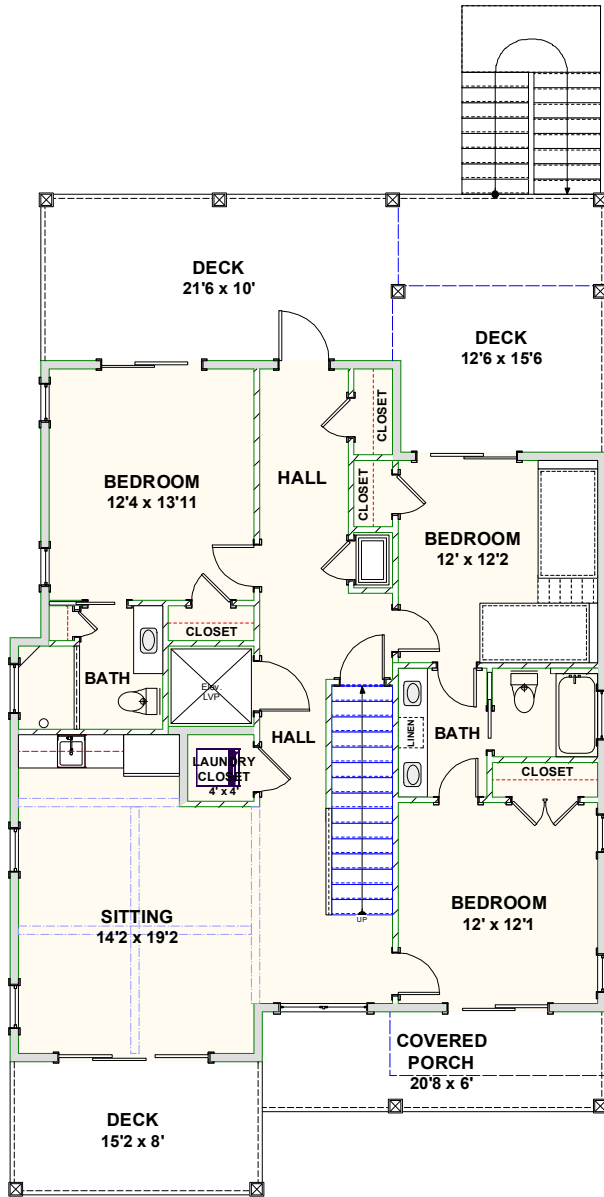 DECK
21'6 x 10'
DECK
12'6 x 15'6
CLOSET
HALL
BEDROOM
12'4 x 13'11
CLOSET
BEDROOM
12' x 12'2
CLOSET
BATH
Elev.
LVP
HALL
LINEN
BATH
LAUNDRY
CLOSET
4' x 4'
CLOSET
SITTING
14'2 x 19'2
BEDROOM
12' x 12'1
UP
COVERED
PORCH
20'8 x 6'
DECK
15'2 x 8'